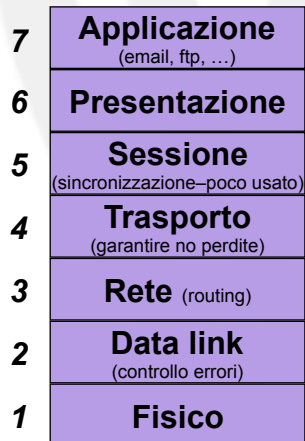 7 Applicazione
(email, ftp, …)
6 Presentazione
5 Sessione
(sincronizzazione–poco usato)
4 Trasporto
(garantire no perdite)
3 Rete (routing)
2 Data link
(controllo errori)
1 Fisico